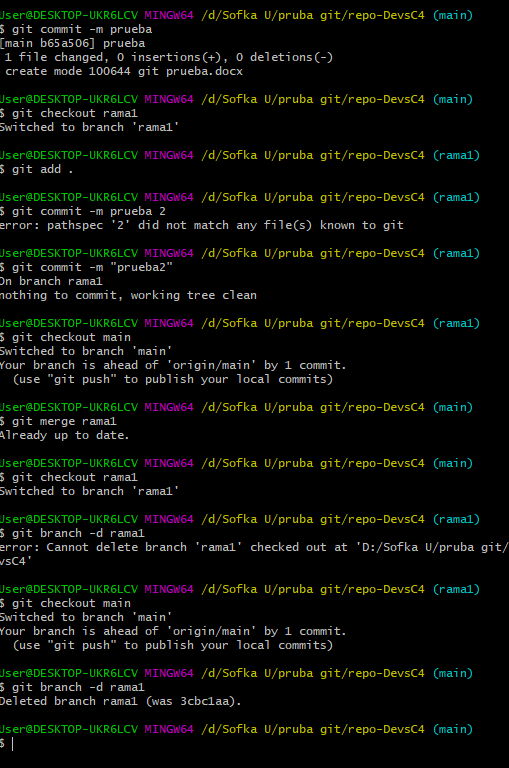 User@DESKTOP-UKR6LCV MINGW64 /d/Sofka U/pruba git/repo-DevsC4 (main)
$ git commit -m prueba
[main b65a506] prueba
1 file changed, 0 insertions(+), 0 deletions(-)
create mode 100644 git prueba.docx
User@DESKTOP-UKR6LCV MINGW64 /d/Sofka U/pruba git/repo-DevsC4 (main)
$ git checkout rama1
Switched to branch 'rama1'
User@DESKTOP-UKR6LCV MINGW64 /d/Sofka U/pruba git/repo-DevsC4 (rama1)
$ git add .
User@DESKTOP-UKR6LCV MINGW64 /d/Sofka U/pruba git/repo-DevsC4 (rama1)
$ git commit -m prueba 2
error: pathspec '2' did not match any file(s) known to git
User@DESKTOP-UKR6LCV MINGW64 /d/Sofka U/pruba git/repo-DevsC4 (rama1)
$ git commit -m "prueba2"
On branch rama1
nothing to commit, working tree clean
User@DESKTOP-UKR6LCV MINGW64 /d/Sofka U/pruba git/repo-DevsC4 (rama1)
$ git checkout main
Switched to branch 'main'
Your branch is ahead of 'origin/main' by 1 commit.
(use "git push" to publish your local commits)
User@DESKTOP-UKR6LCV MINGW64 /d/Sofka U/pruba git/repo-DevsC4 (main)
$ git merge rama1
Already up to date.
User@DESKTOP-UKR6LCV MINGW64 /d/Sofka U/pruba git/repo-DevsC4 (main)
$ git checkout rama1
Switched to branch 'rama1'
User@DESKTOP-UKR6LCV MINGW64 /d/Sofka U/pruba git/repo-DevsC4 (rama1)
$ git branch -d rama1
error: Cannot delete branch 'rama1' checked out at 'D:/Sofka U/pruba git/
vsC4'
User@DESKTOP-UKR6LCV MINGW64 /d/Sofka U/pruba git/repo-DevsC4 (rama1)
$ git checkout main
Switched to branch 'main'
Your branch is ahead of 'origin/main' by 1 commit.
(use "git push" to publish your local commits)
User@DESKTOP-UKR6LCV MINGW64 /d/Sofka U/pruba git/repo-DevsC4 (main)
$ git branch -d rama1
Deleted branch rama1 (was 3cbc1aa).
User@DESKTOP-UKR6LCV MINGW64 /d/Sofka U/pruba git/repo-DevsC4 (main)
$